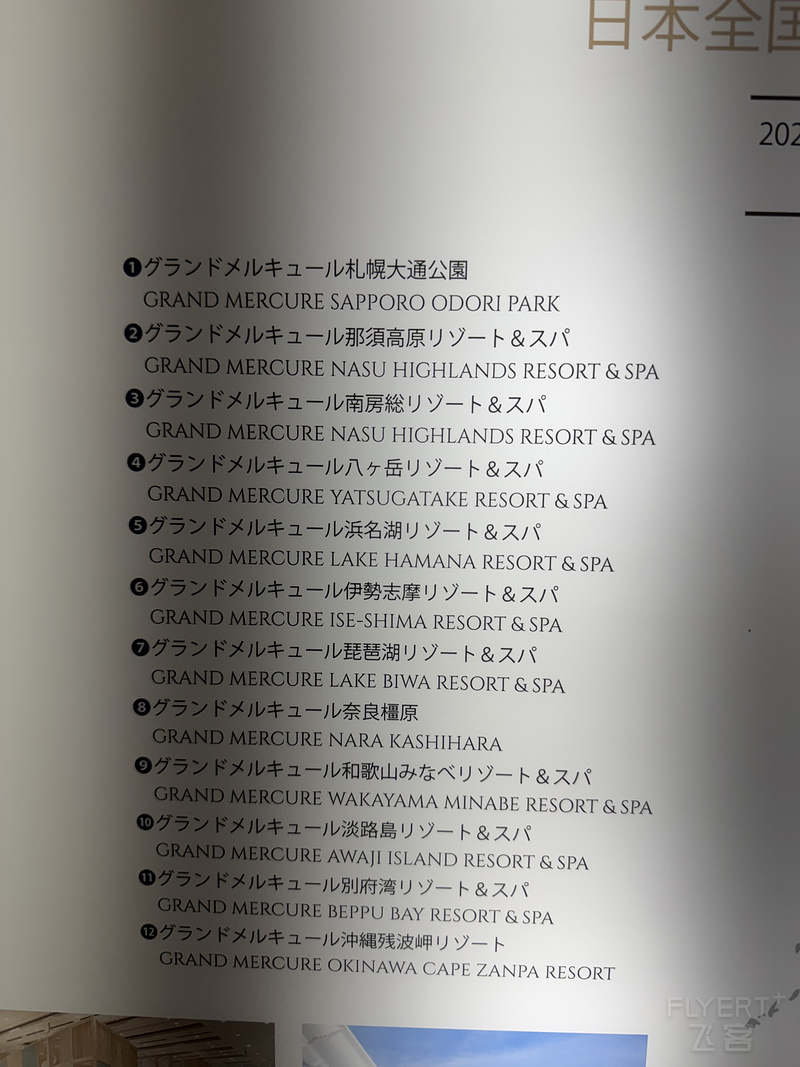 日本全国
202
❶グランドメルキュール札幌大通公園
GRAND MERCURE SAPPORO ODORI PARK
❷グランドメルキュール那須高原リゾート＆スパ
GRAND MERCURE NASU HIGHLANDS RESORT & SPA
❸グランドメルキュール南房総リゾート＆スパ
GRAND MERCURE NASU HIGHLANDS RESORT & SPA
❹グランドメルキュール八ヶ岳リゾート＆スパ
GRAND MERCURE YATSUGATAKE RESORT & SPA
❺グランドメルキュール浜名湖リゾート＆スパ
GRAND MERCURE LAKE HAMANA RESORT & SPA
❻グランドメルキュール伊勢志摩リゾート＆スパ
GRAND MERCURE ISE-SHIMA RESORT & SPA
❼グランドメルキュール琵琶湖リゾート＆スパ
GRAND MERCURE LAKE BIWA RESORT & SPA
❽グランドメルキュール奈良橿原
GRAND MERCURE NARA KASHIHARA
❾グランドメルキュール和歌山みなべリゾート＆スパ
GRAND MERCURE WAKAYAMA MINABE RESORT & SPA
❿グランドメルキュール淡路島リゾート＆スパ
GRAND MERCURE AWAJI ISLAND RESORT & SPA
⓫グランドメルキュール別府湾リゾート＆スパ
GRAND MERCURE BEPPU BAY RESORT & SPA
⓬グランドメルキュール沖縄残波岬リゾート
GRAND MERCURE OKINAWA CAPE ZANPA RESORT
FLYERT+
飞客